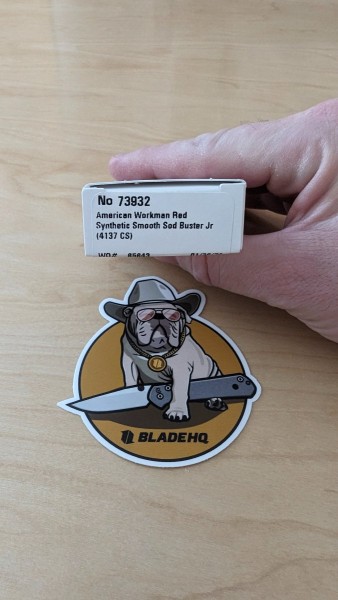 No 73932
American Workman Red
Synthetic Smooth Sod Buster Jr
(4137 CS)
BLADEHQ